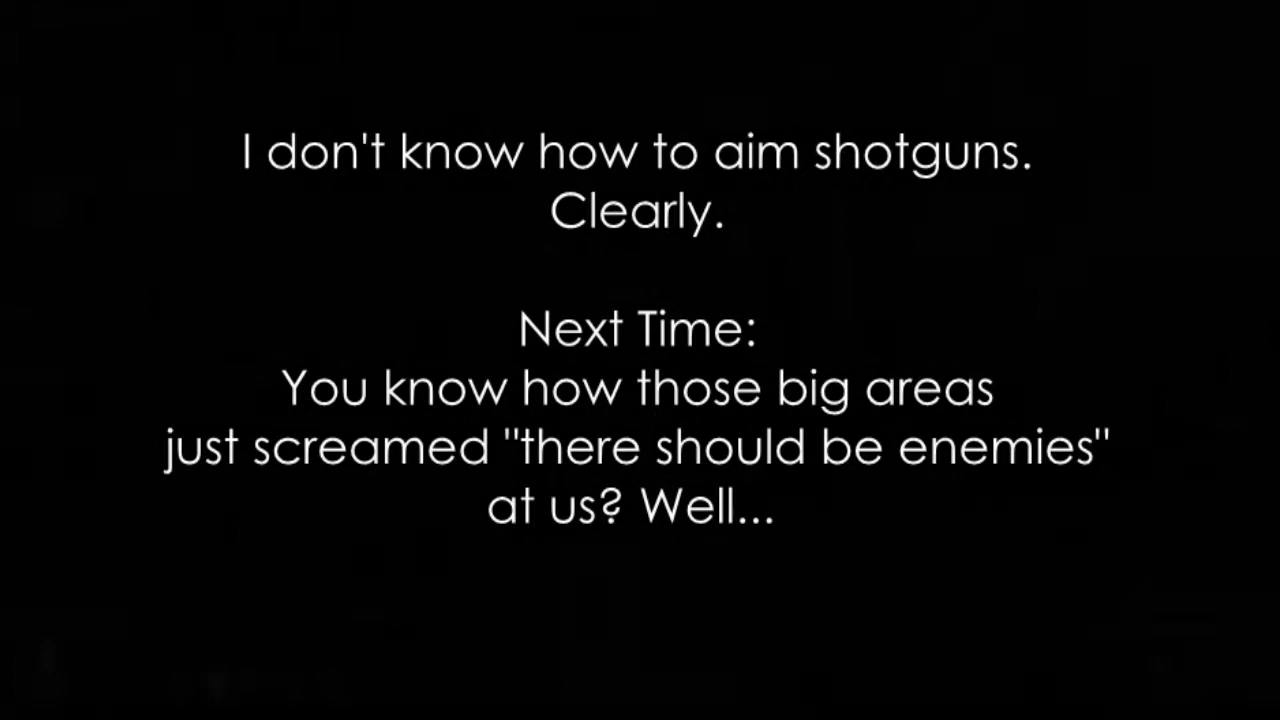 I don't know how to aim shotguns.
Clearly.
Next Time:
You know how those big areas
just screamed "there should be enemies"
at us? Well...